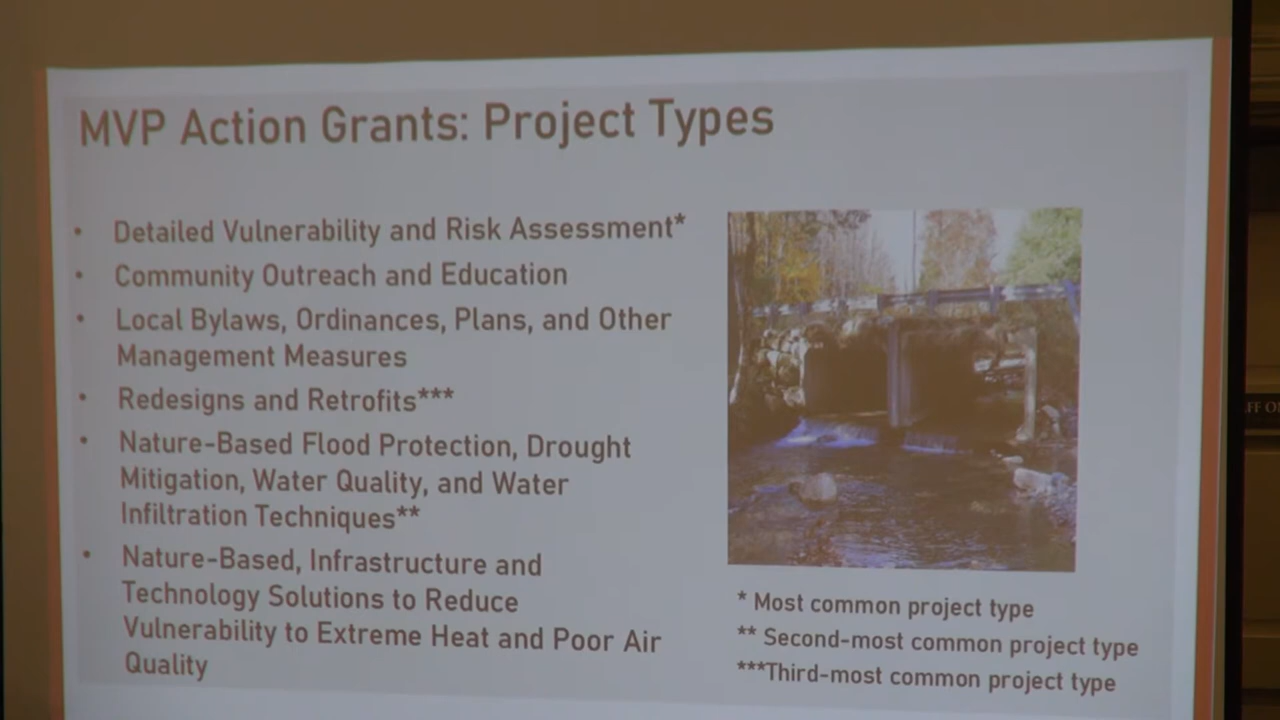 MVP Action Grants: Project Types
• Detailed Vulnerability and Risk Assessment*
• Community Outreach and Education
• Local Bylaws, Ordinances, Plans, and Other
Management Measures
• Redesigns and Retrofits***
• Nature-Based Flood Protection, Drought
Mitigation, Water Quality, and Water
Infiltration Techniques**
• Nature-Based, Infrastructure and
Technology Solutions to Reduce
Vulnerability to Extreme Heat and Poor Air
Quality
* Most common project type
** Second-most common project type
***Third-most common project type